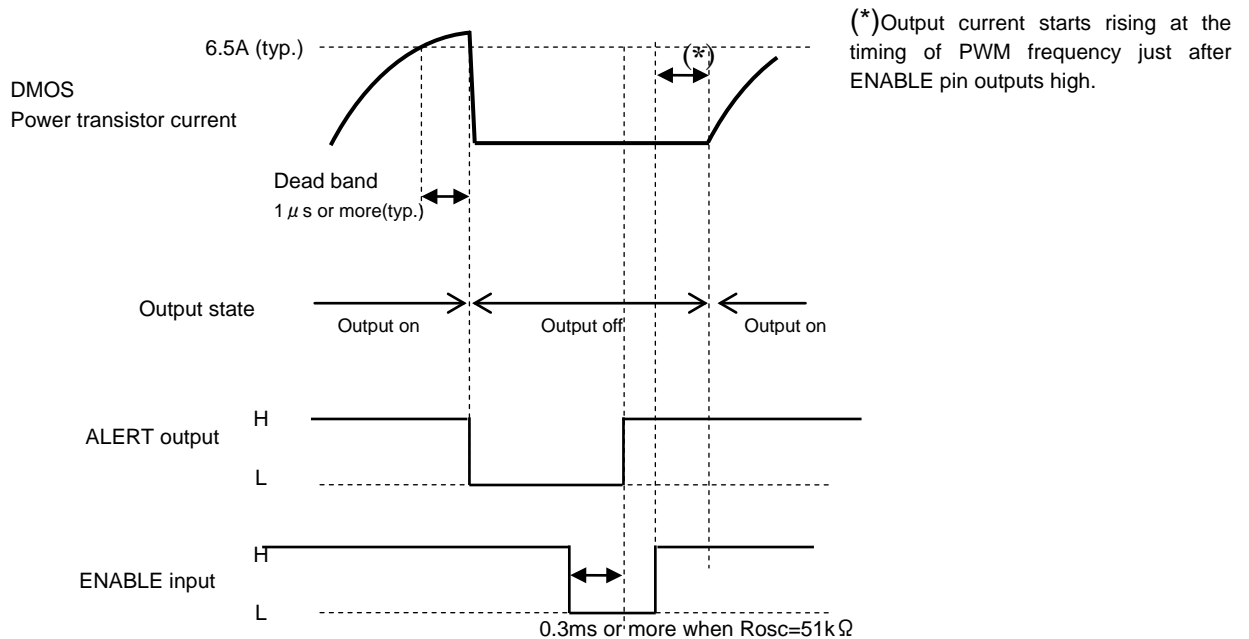 (*)Output current starts rising at the
timing of PWM frequency just after
ENABLE pin outputs high.
6.5A (typ.)
(*)
DMOS
Power transistor current
Dead band
1μs or more(typ.)
Output state
Output on
Output off
Output on
H
ALERT output
L
H
ENABLE input
L
0.3ms or more when Rosc=51kΩ